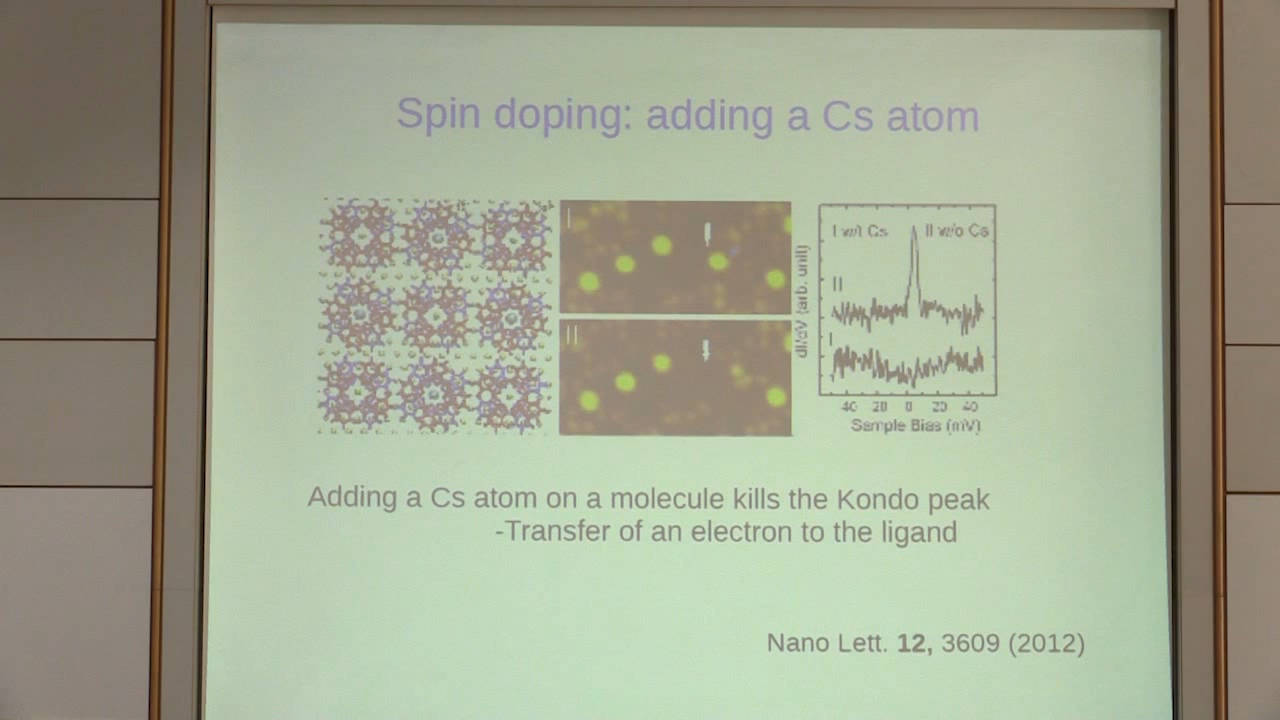 Spin doping: adding a Cs atom
I
II
dI/dV (arb. unit)
I w/t Cs
II w/o Cs
II
I
40 20 0 20 40
Sample Bias (mV)
Adding a Cs atom on a molecule kills the Kondo peak
-Transfer of an electron to the ligand
Nano Lett. 12, 3609 (2012)